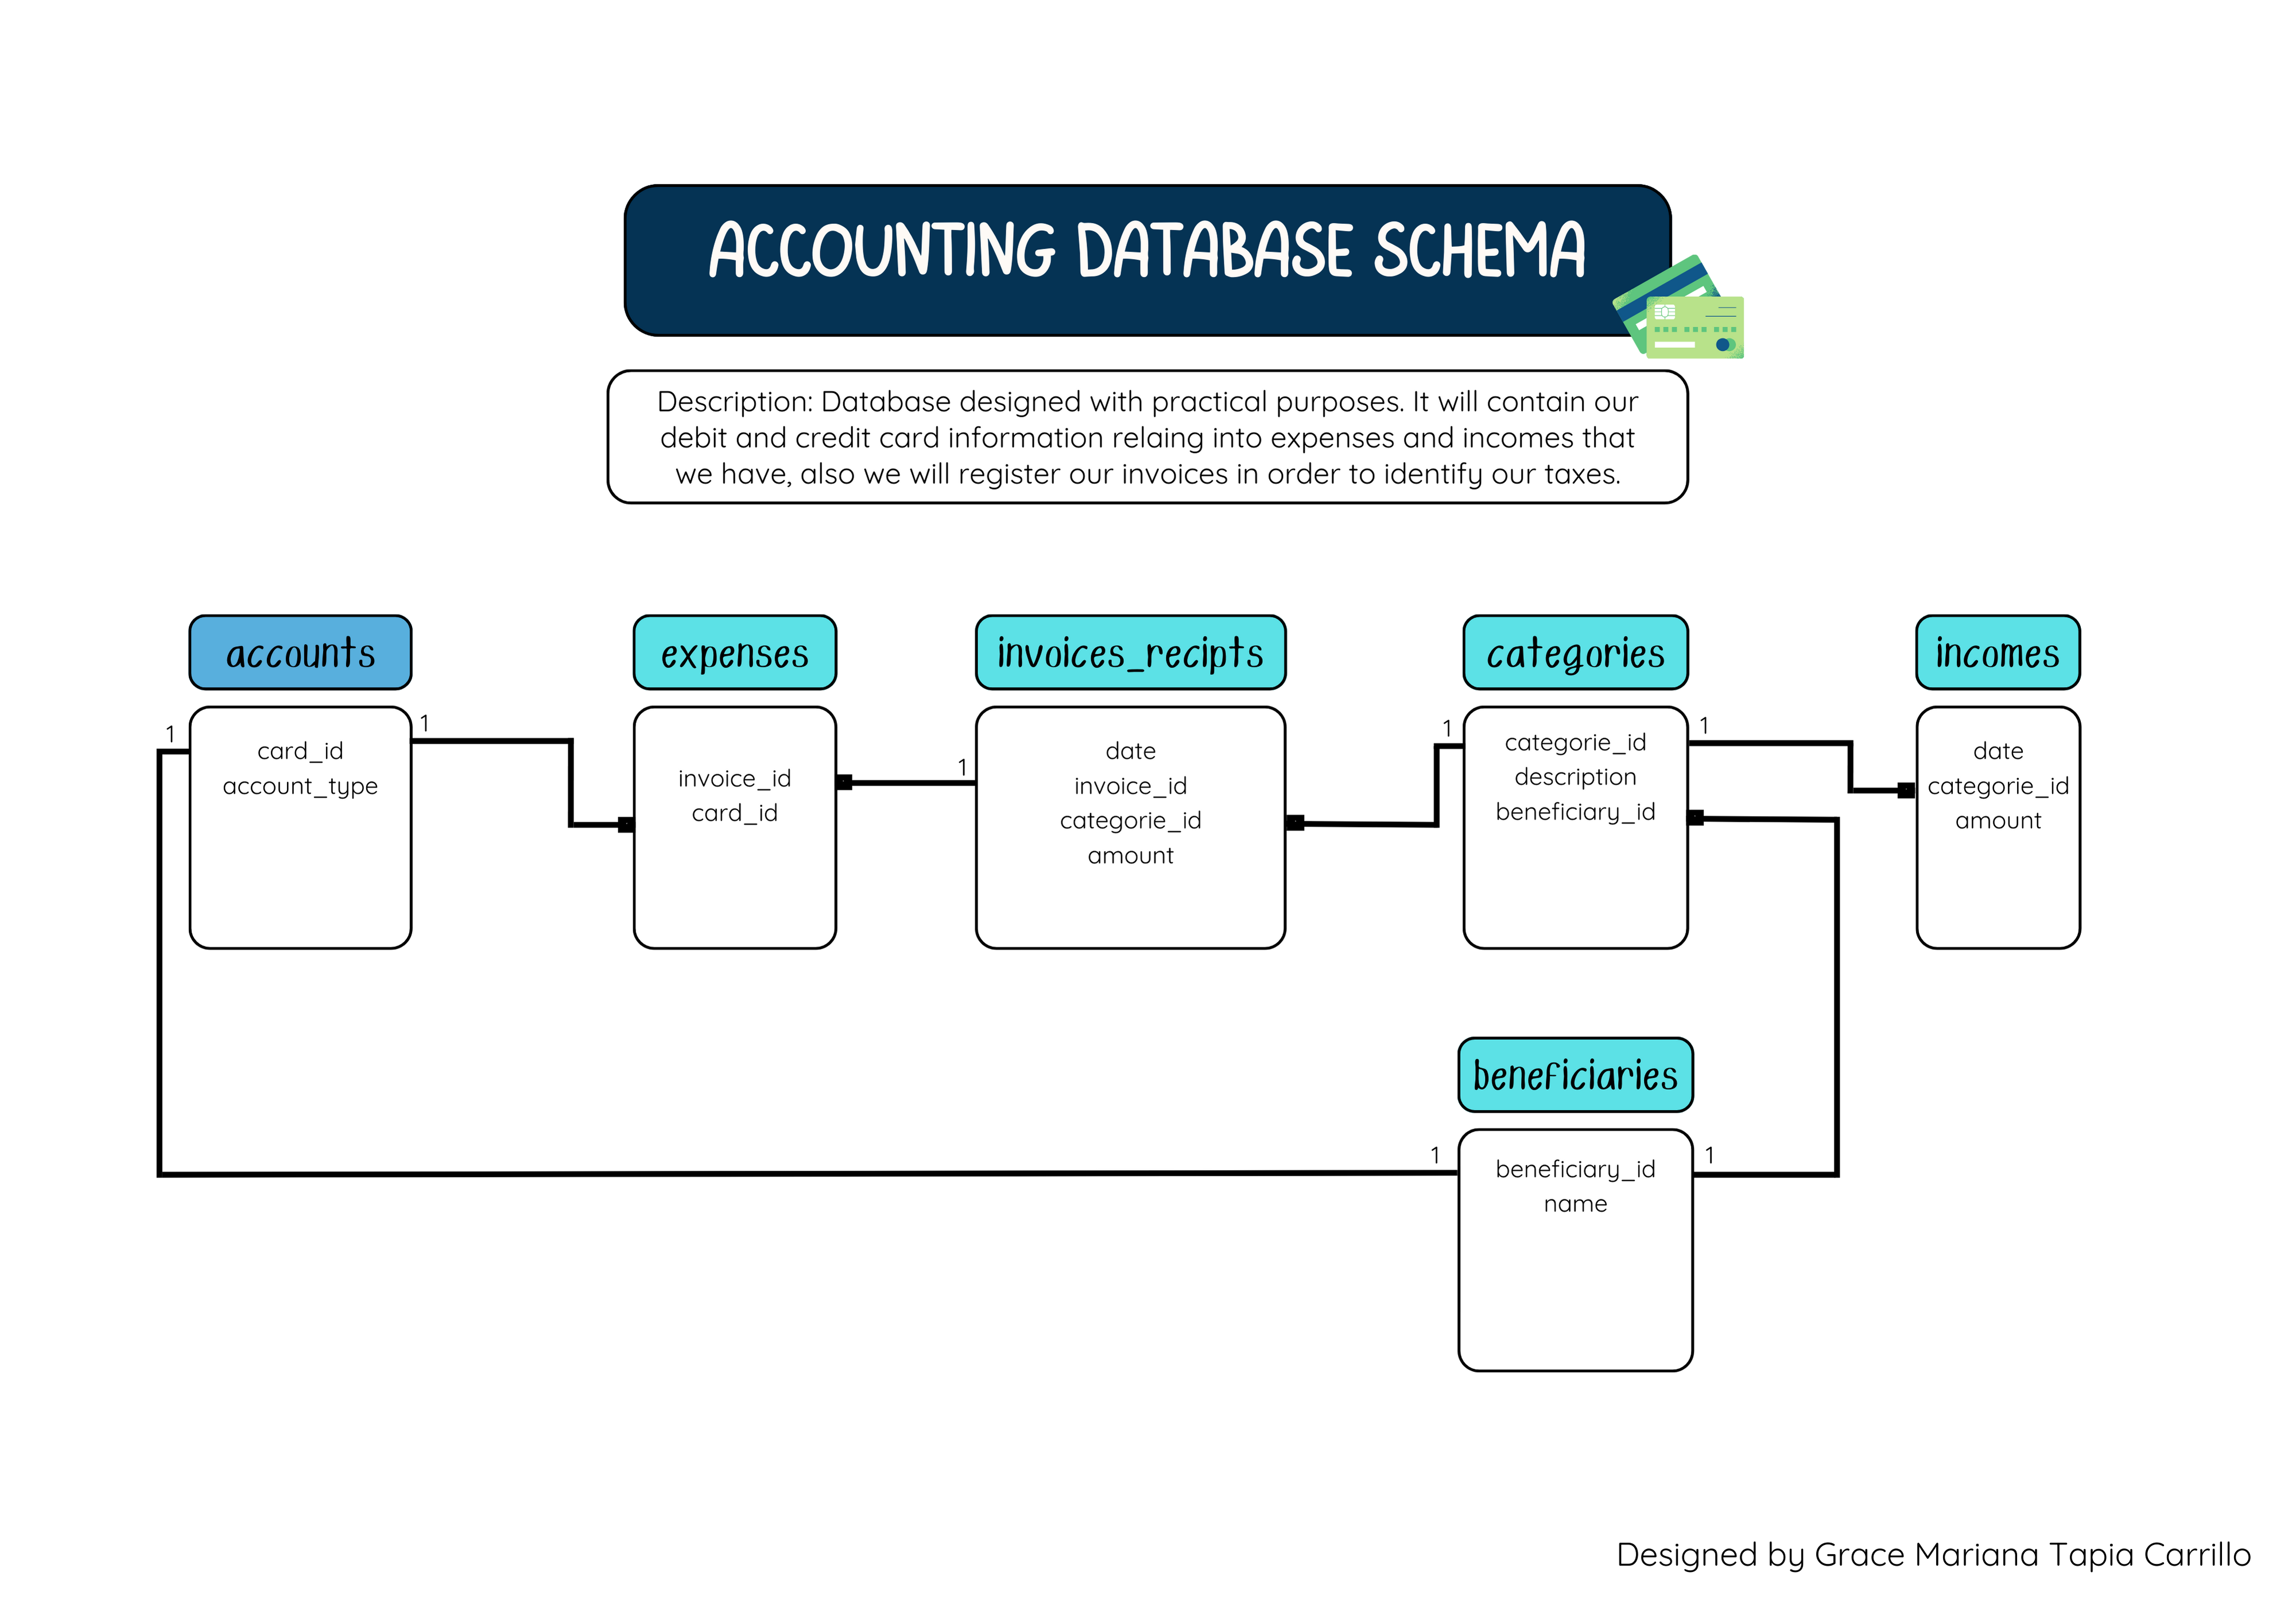 ACCOUNTING DATABASE SCHEMA
Description: Database designed with practical purposes. It will contain our
debit and credit card information relaing into expenses and incomes that
we have, also we will register our invoices in order to identify our taxes.
accounts
expenses
invoices_recipts
categories
incomes
1
1
card_id
account_type
invoice_id
card_id
1
date
invoice_id
categorie_id
amount
1
categorie_id
description
beneficiary_id
1
date
categorie_id
amount
beneficiaries
1
beneficiary_id
name
1
Designed by Grace Mariana Tapia Carrillo